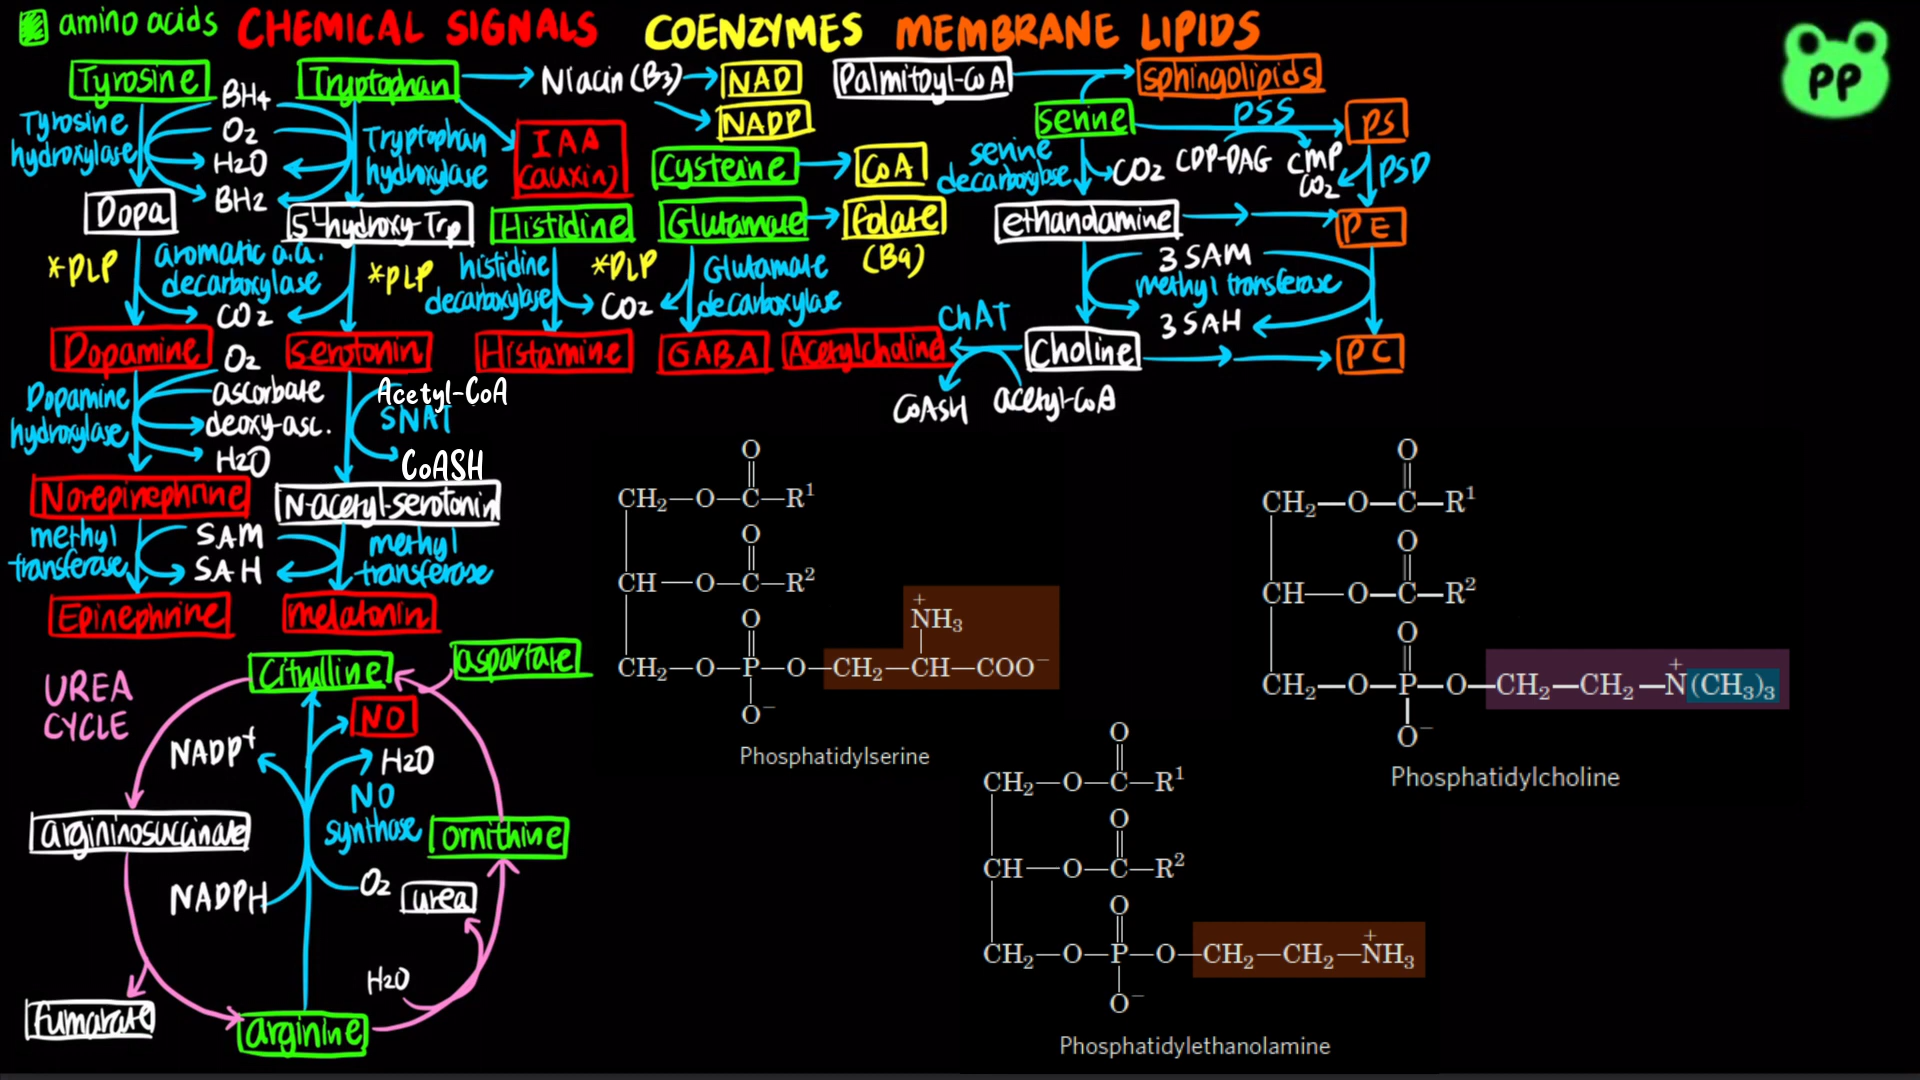 amino acids CHEMICAL SIGNALS COENZYMES MEMBRANE LIPIDS
PP
Tyrosine
BH4
O2
H2O
BH2
Tyrosine
hydroxylase
Dopa
*PLP
aromatic a.a.
decarboxylase
CO2
Dopamine
O2
ascorbate
deoxy-asc.
H2O
Dopamine
hydroxylase
Norepinephrine
methyl
transferase
SAM
SAH
Epinephrine
Tryptophan
Tryptophan
hydroxylase
5-hydroxy-Trp
*PLP
Serotonin
Acetyl-CoA
SNAT
CoASH
N-acetyl-serotonin
methyl
transferase
melatonin
Niacin (B3)
NAD
NADP
IAA
(auxin)
Cysteine
CoA
Histidine
histidine
decarboxylase
*PLP
CO2
Histamine
Glutamate
Folate
(B9)
Glutamate
decarboxylase
GABA
Palmitoyl-CoA
sphingolipids
serine
PSS
PS
CDP-DAG
CMP
serine
decarboxylase
CO2
CO2
PSD
ethanolamine
PE
3 SAM
methyl transferase
3 SAH
Acetylcholine
ChAT
Choline
PC
CoASH
acetyl-CoA
UREA
CYCLE
Citrulline
aspartate
NO
NADP+
H2O
NO
synthase
argininosuccinate
ornithine
NADPH
O2
urea
H2O
fumarate
arginine
O
CH2—O—C—R1
O
CH—O—C—R2
O
+
NH3
CH2—O—P—O—CH2—CH—COO−
O−
Phosphatidylserine
O
CH2—O—C—R1
O
CH—O—C—R2
O
+
CH2—O—P—O—CH2—CH2—N(CH3)3
O−
Phosphatidylcholine
O
CH2—O—C—R1
O
CH—O—C—R2
O
+
CH2—O—P—O—CH2—CH2—NH3
O−
Phosphatidylethanolamine